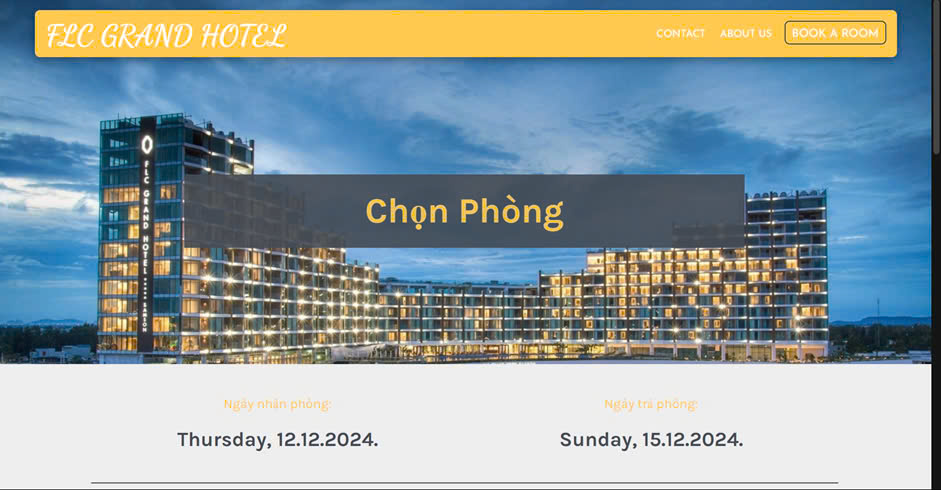 FLC GRAND HOTEL
CONTACT ABOUT US BOOK A ROOM
FLC GRAND HOTEL
SAMSON
Chọn Phòng
Ngày nhận phòng: Ngày trả phòng:
Thursday, 12.12.2024. Sunday, 15.12.2024.